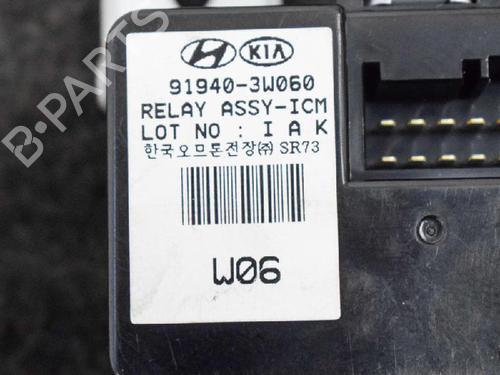 KIA
91940-3W060
RELAY ASSY-ICM
LOT NO : I A K
한국오므론전장㈜ SR73
W06
B-PARTS